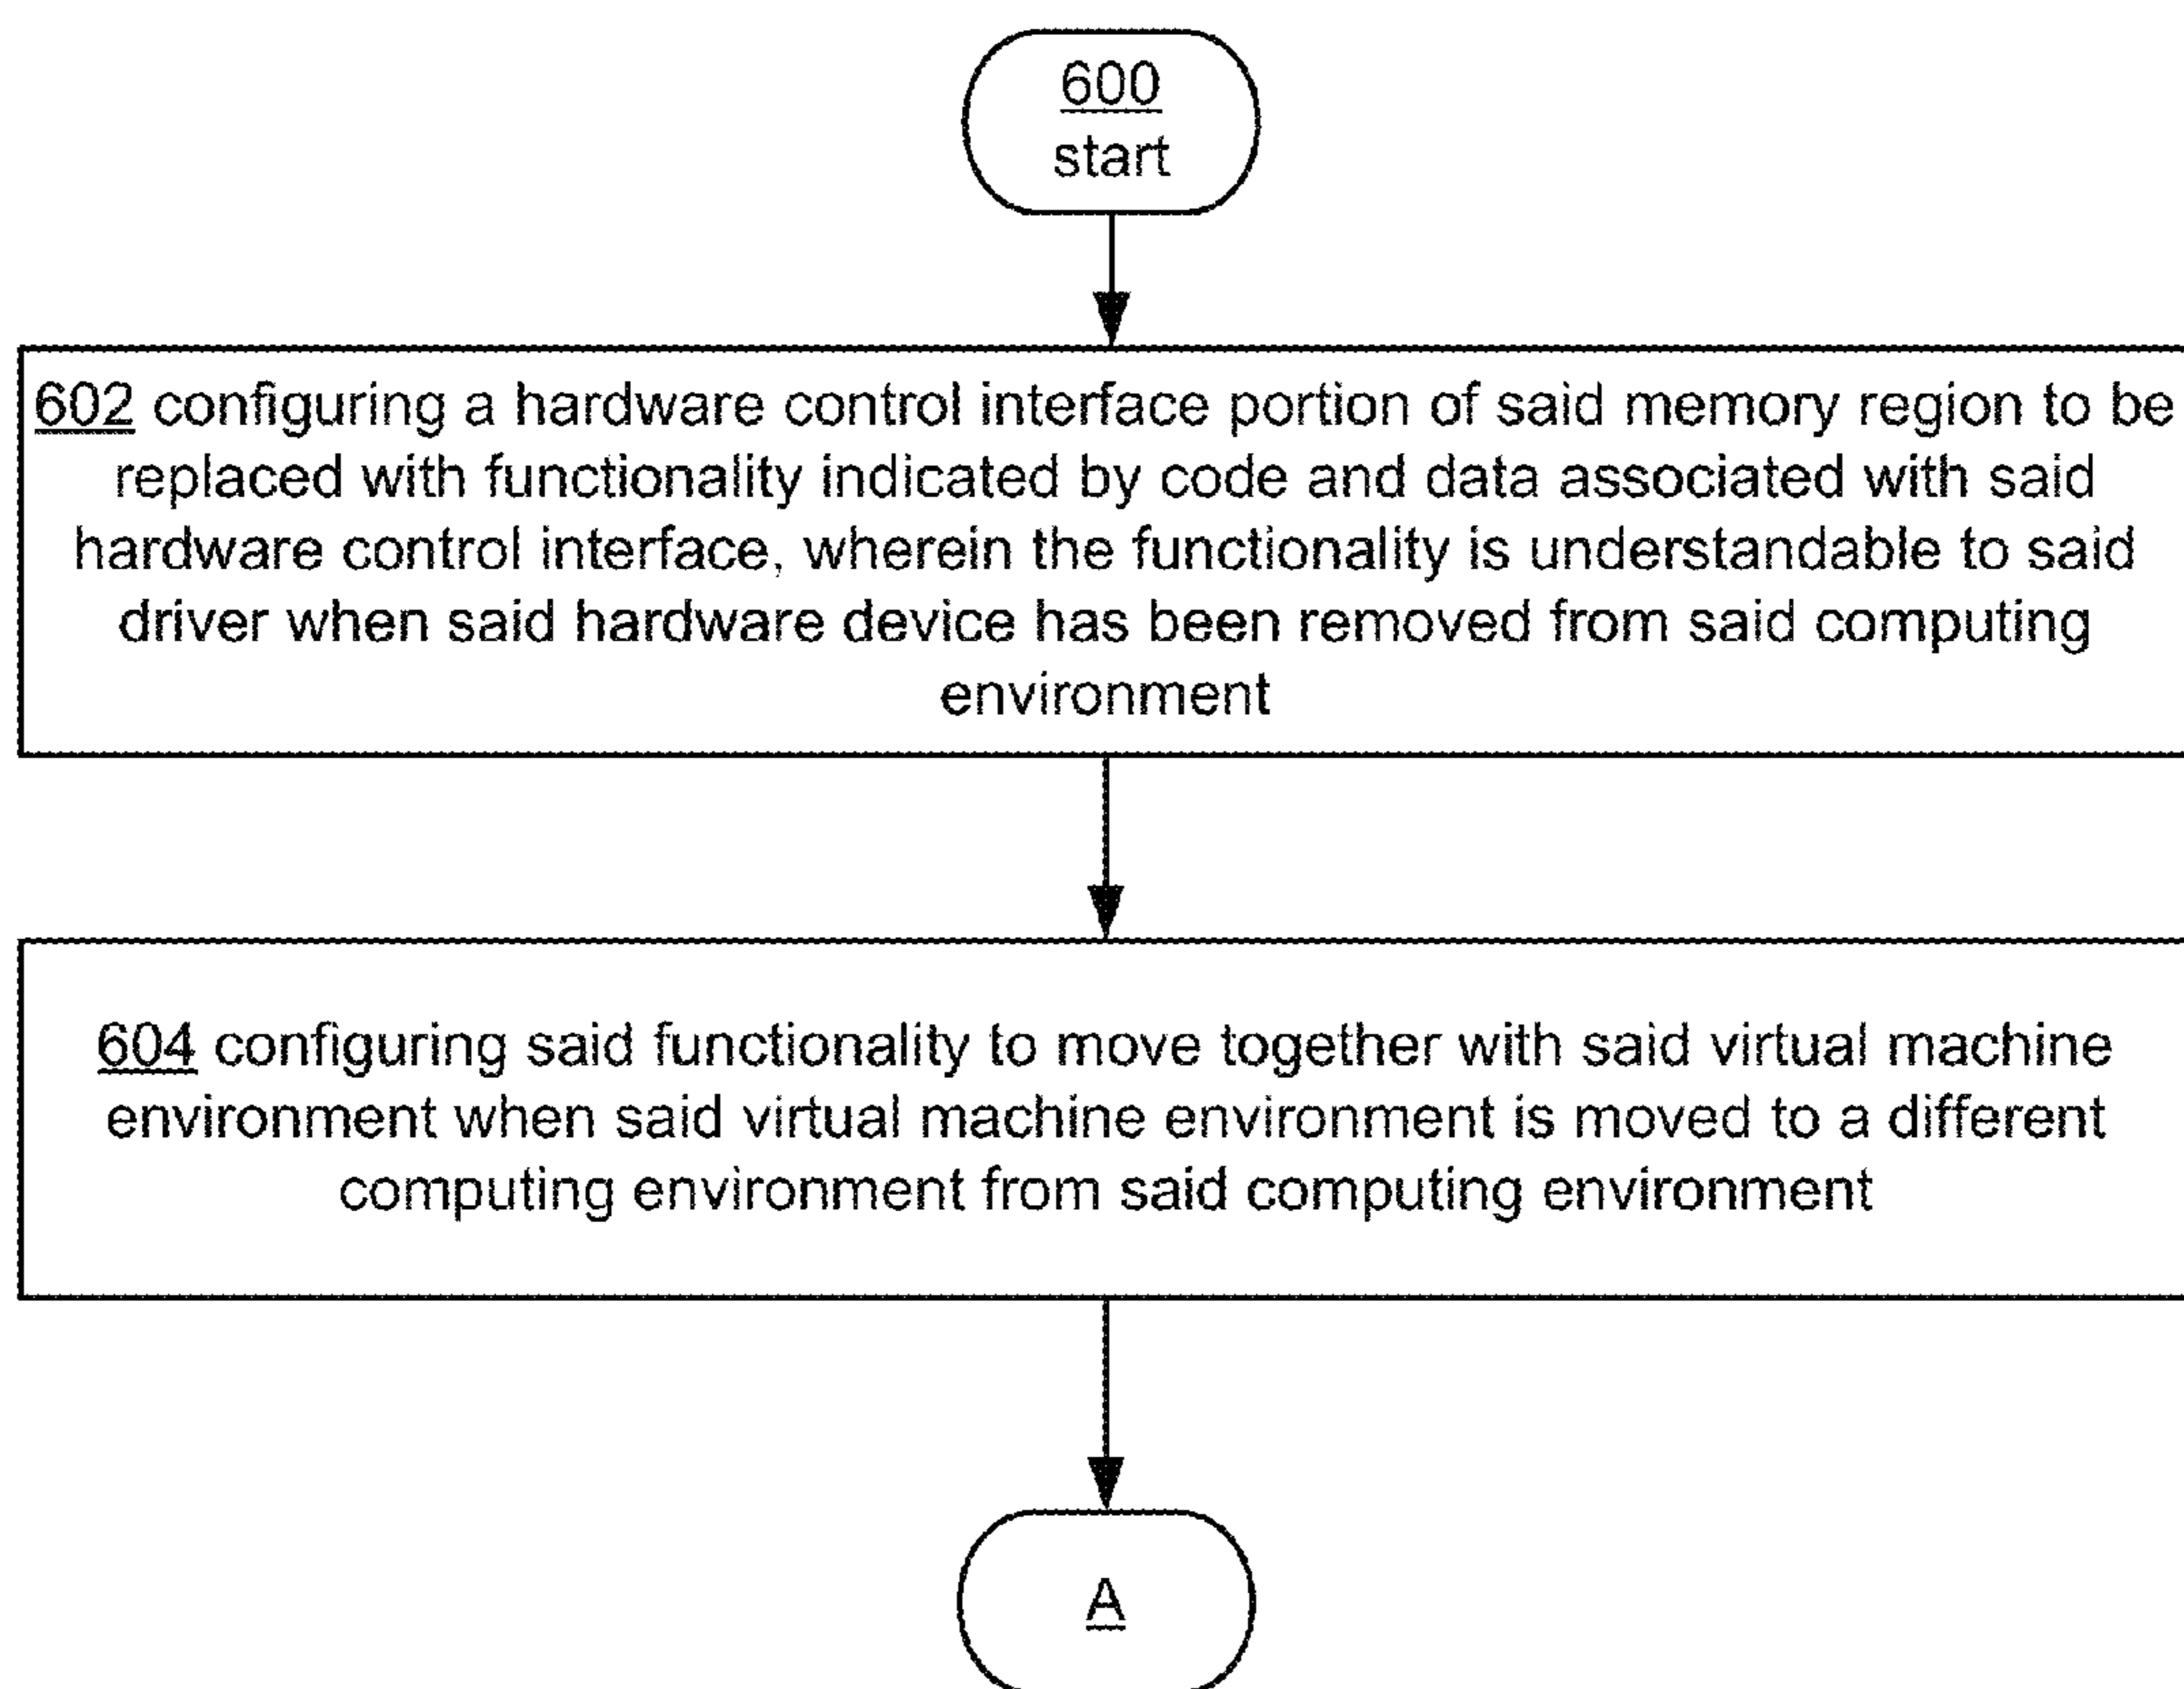 600
start
602 configuring a hardware control interface portion of said memory region to be
replaced with functionality indicated by code and data associated with said
hardware control interface, wherein the functionality is understandable to said
driver when said hardware device has been removed from said computing
environment
604 configuring said functionality to move together with said virtual machine
environment when said virtual machine environment is moved to a different
computing environment from said computing environment
A